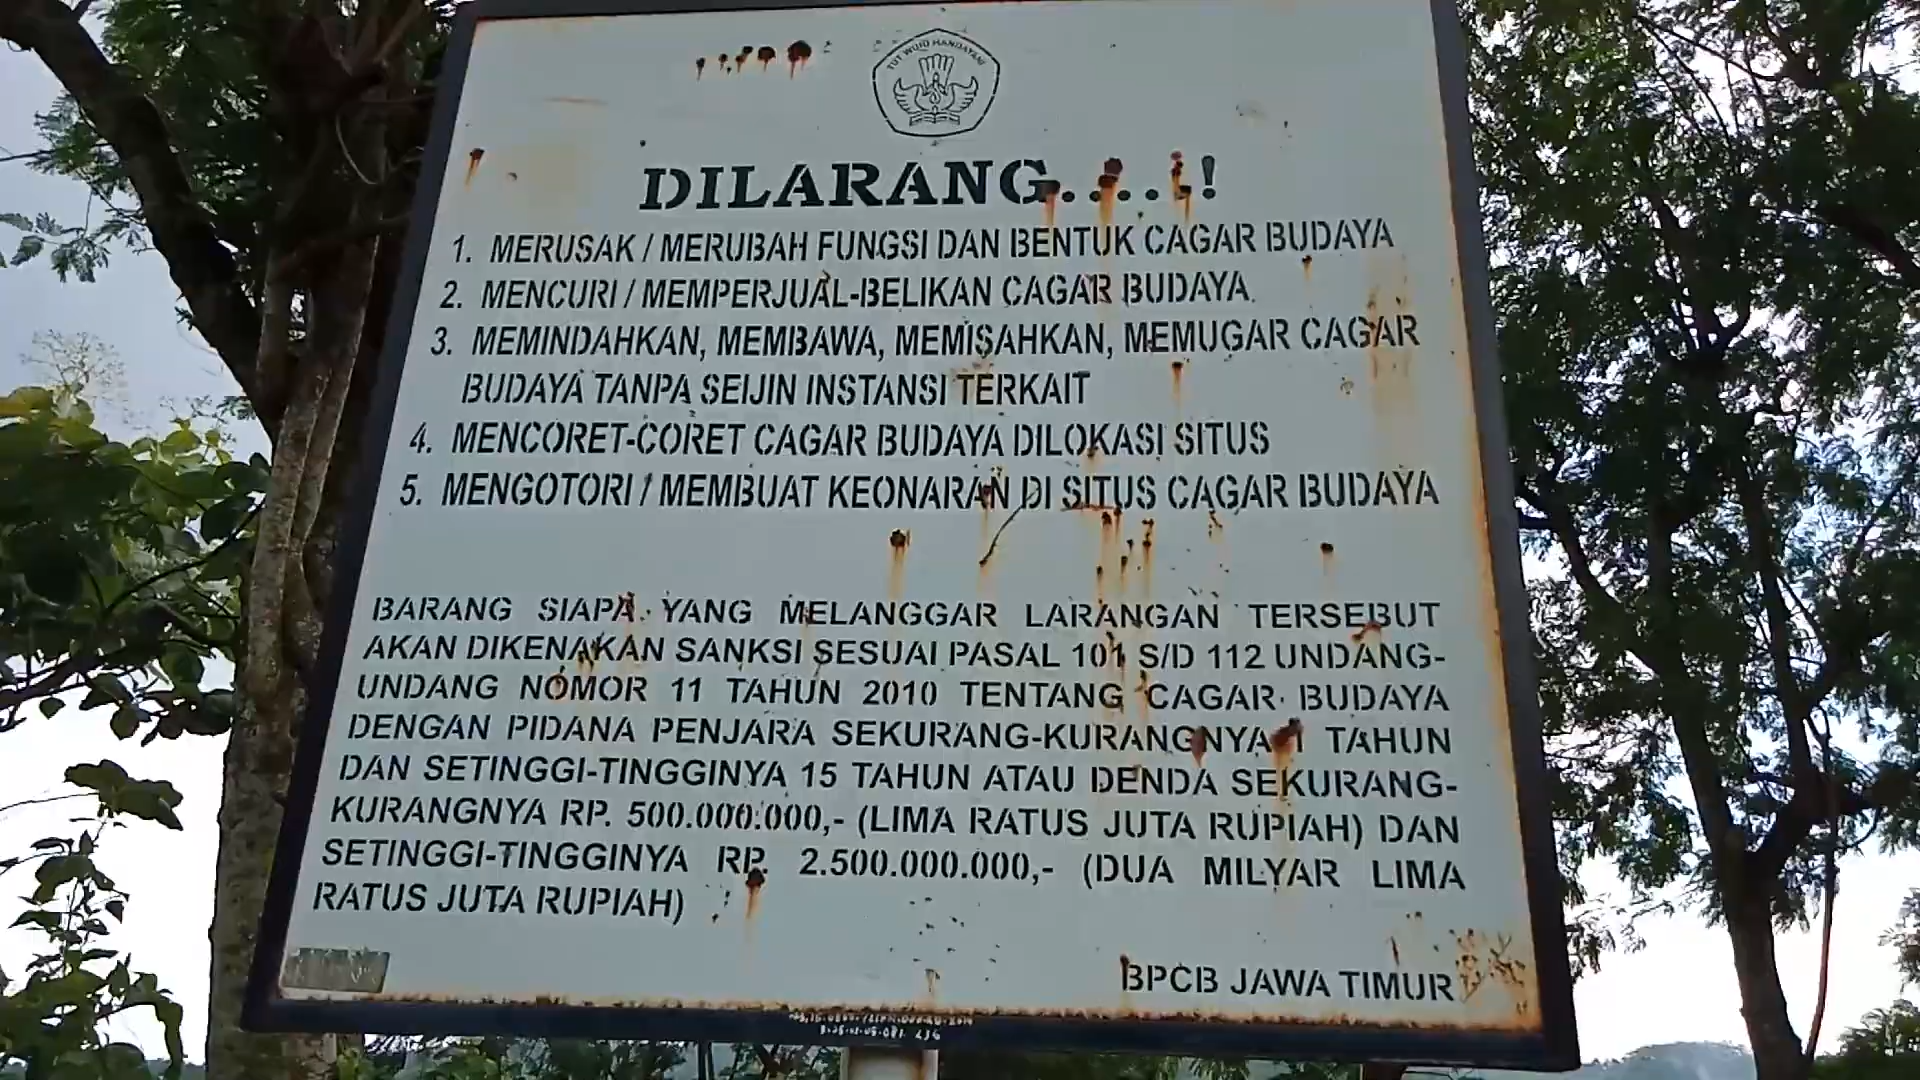 TUT WURI HANDAYANI
DILARANG.....!
1. MERUSAK / MERUBAH FUNGSI DAN BENTUK CAGAR BUDAYA
2. MENCURI / MEMPERJUAL-BELIKAN CAGAR BUDAYA
3. MEMINDAHKAN, MEMBAWA, MEMISAHKAN, MEMUGAR CAGAR
BUDAYA TANPA SEIJIN INSTANSI TERKAIT
4. MENCORET-CORET CAGAR BUDAYA DILOKASI SITUS
5. MENGOTORI / MEMBUAT KEONARAN DI SITUS CAGAR BUDAYA
BARANG SIAPA YANG MELANGGAR LARANGAN TERSEBUT
AKAN DIKENAKAN SANKSI SESUAI PASAL 101 S/D 112 UNDANG-
UNDANG NOMOR 11 TAHUN 2010 TENTANG CAGAR BUDAYA
DENGAN PIDANA PENJARA SEKURANG-KURANGNYA 1 TAHUN
DAN SETINGGI-TINGGINYA 15 TAHUN ATAU DENDA SEKURANG-
KURANGNYA RP. 500.000.000,- (LIMA RATUS JUTA RUPIAH) DAN
SETINGGI-TINGGINYA RP. 2.500.000.000,- (DUA MILYAR LIMA
RATUS JUTA RUPIAH)
BPCB JAWA TIMUR